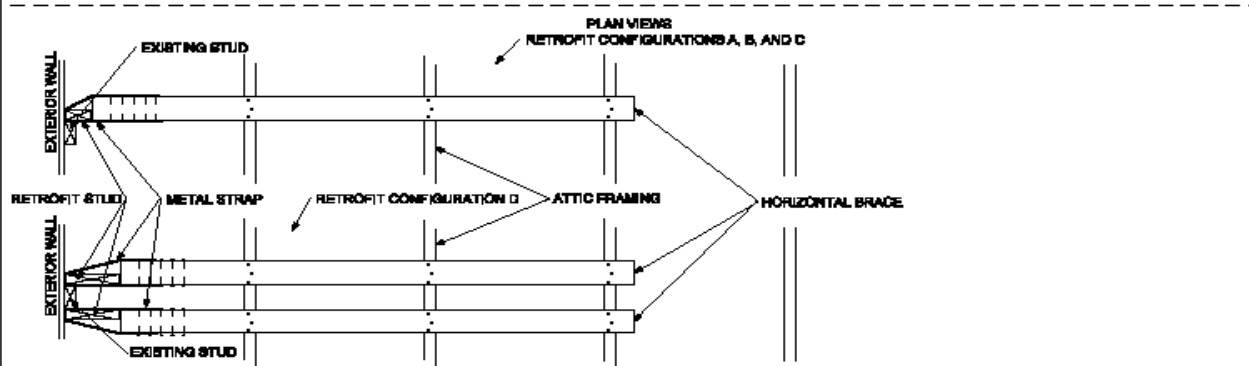 PLAN VIEWS
RETROFIT CONFIGURATIONS A, B, AND C
EXISTING STUD
EXTERIOR WALL
RETROFIT STUD
METAL STRAP
RETROFIT CONFIGURATION D
ATTIC FRAMING
HORIZONTAL BRACE
EXTERIOR WALL
EXISTING STUD